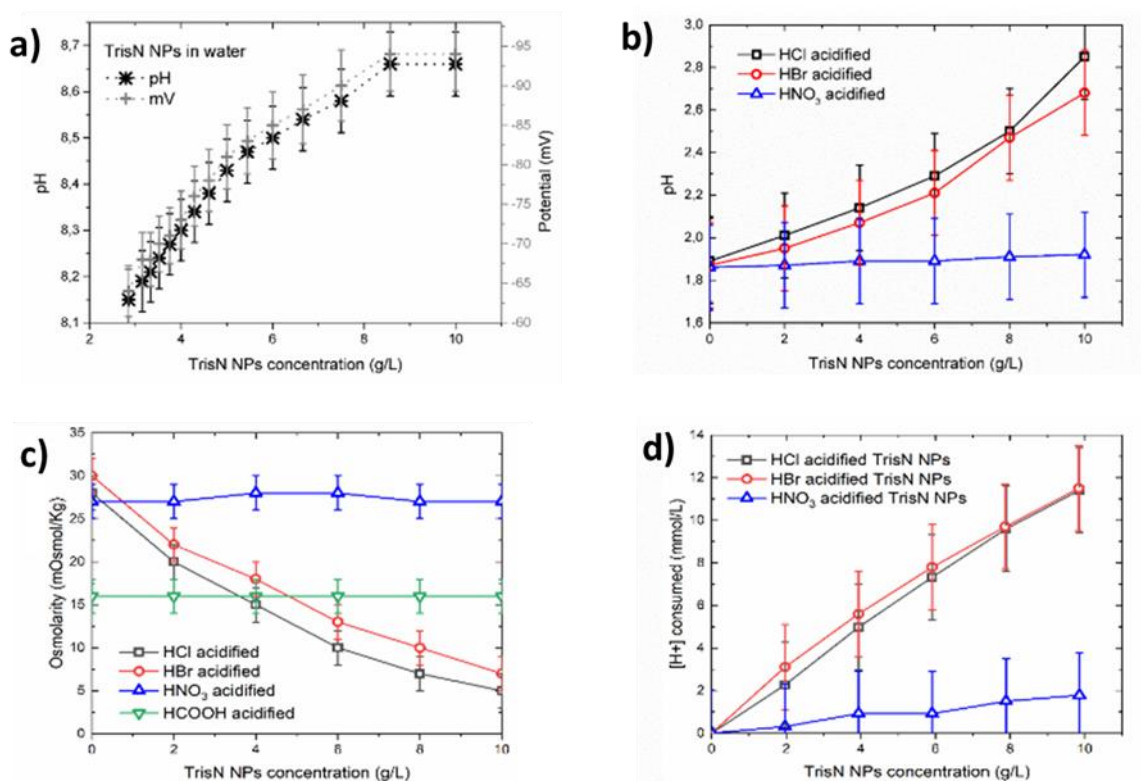 a)
TrisN NPs in water
pH
mV
8,7
8,6
8,5
8,4
8,3
8,2
8,1
pH
-95
-90
-85
-80
-75
-70
-65
-60
Potential (mV)
2 4 6 8 10
TrisN NPs concentration (g/L)
b)
HCl acidified
HBr acidified
HNO₃ acidified
3,0
2,8
2,6
2,4
2,2
2,0
1,8
1,6
pH
0 2 4 6 8 10
TrisN NPs concentration (g/L)
c)
35
30
25
20
15
10
5
0
Osmolarity (mOsmol/Kg)
HCl acidified
HBr acidified
HNO₃ acidified
HCOOH acidified
0 2 4 6 8 10
TrisN NPs concentration (g/L)
d)
HCl acidified TrisN NPs
HBr acidified TrisN NPs
HNO₃ acidified TrisN NPs
14
12
10
8
6
4
2
0
[H+] consumed (mmol/L)
0 2 4 6 8 10
TrisN NPs concentration (g/L)